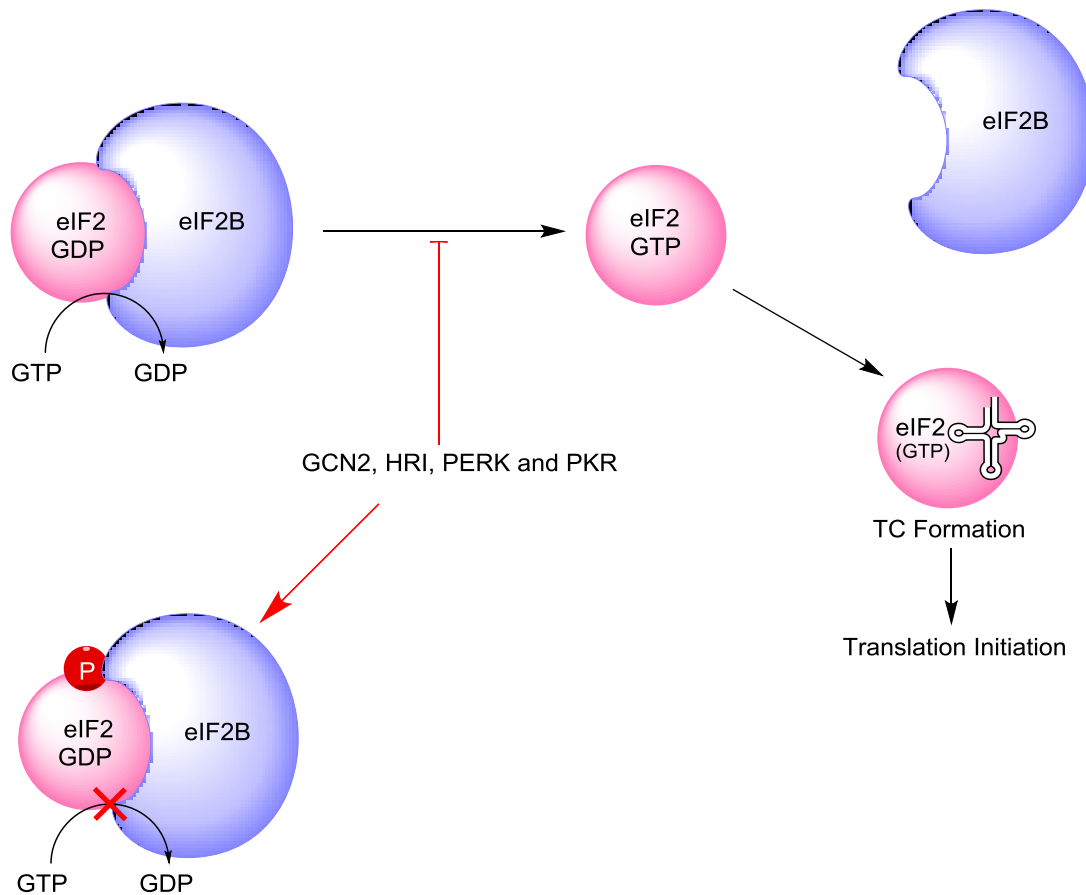 eIF2B
eIF2
GDP
eIF2B
GTP
GDP
eIF2
GTP
eIF2
(GTP)
TC Formation
GCN2, HRI, PERK and PKR
Translation Initiation
P
eIF2
GDP
eIF2B
GTP
GDP